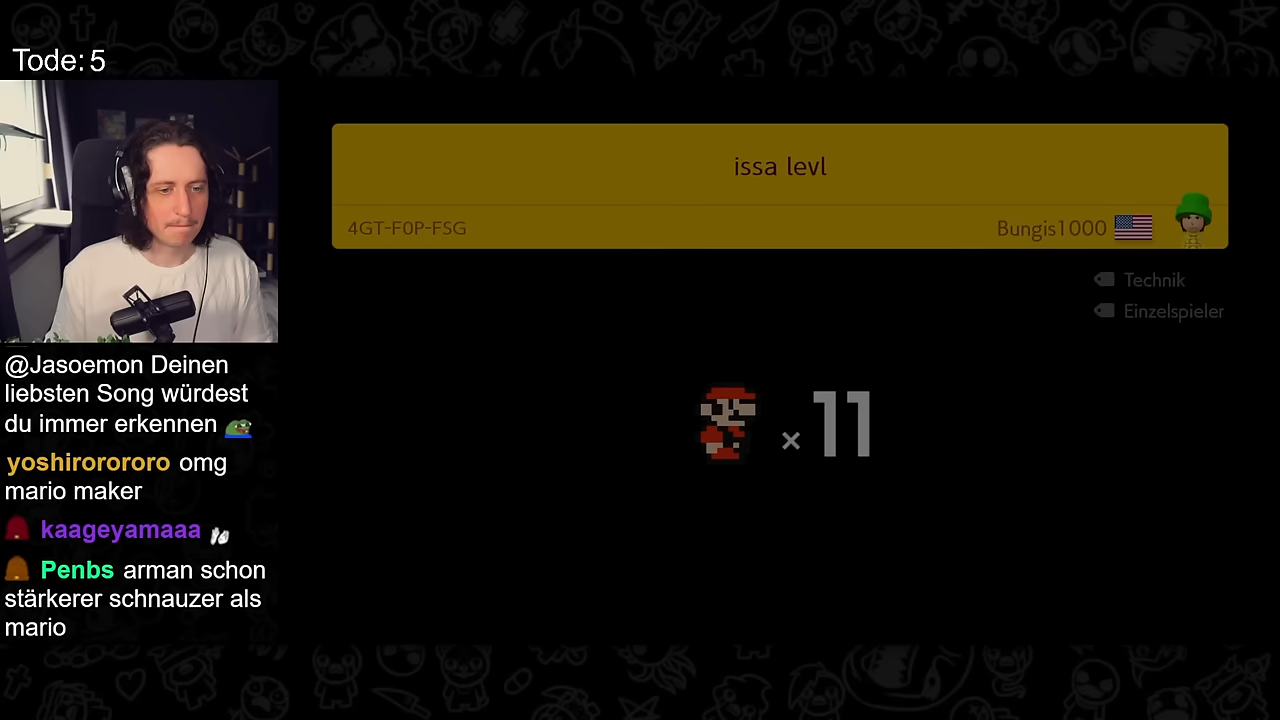 Tode: 5
issa levl
4GT-F0P-FSG
Bungis1000
Technik
Einzelspieler
× 11
@Jasoemon Deinen
liebsten Song würdest
du immer erkennen
yoshirorororo omg
mario maker
kaageyamaaa
Penbs arman schon
stärkerer schnauzer als
mario